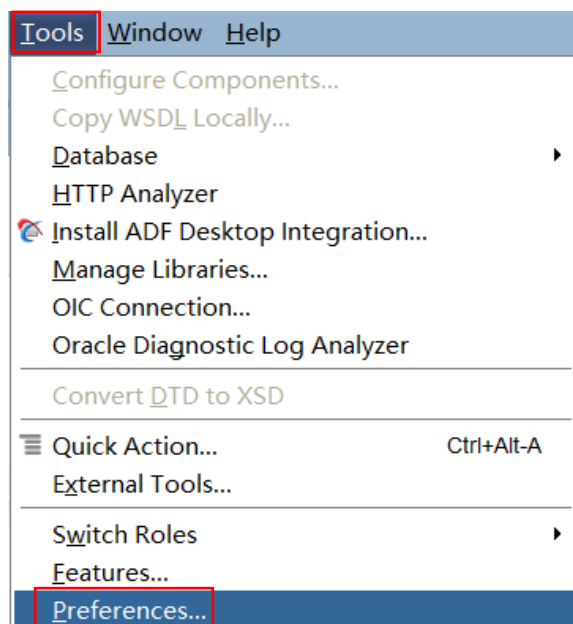 Tools Window Help
Configure Components...
Copy WSDL Locally...
Database
HTTP Analyzer
Install ADF Desktop Integration...
Manage Libraries...
OIC Connection...
Oracle Diagnostic Log Analyzer
Convert DTD to XSD
Quick Action... Ctrl+Alt-A
External Tools...
Switch Roles
Features...
Preferences...